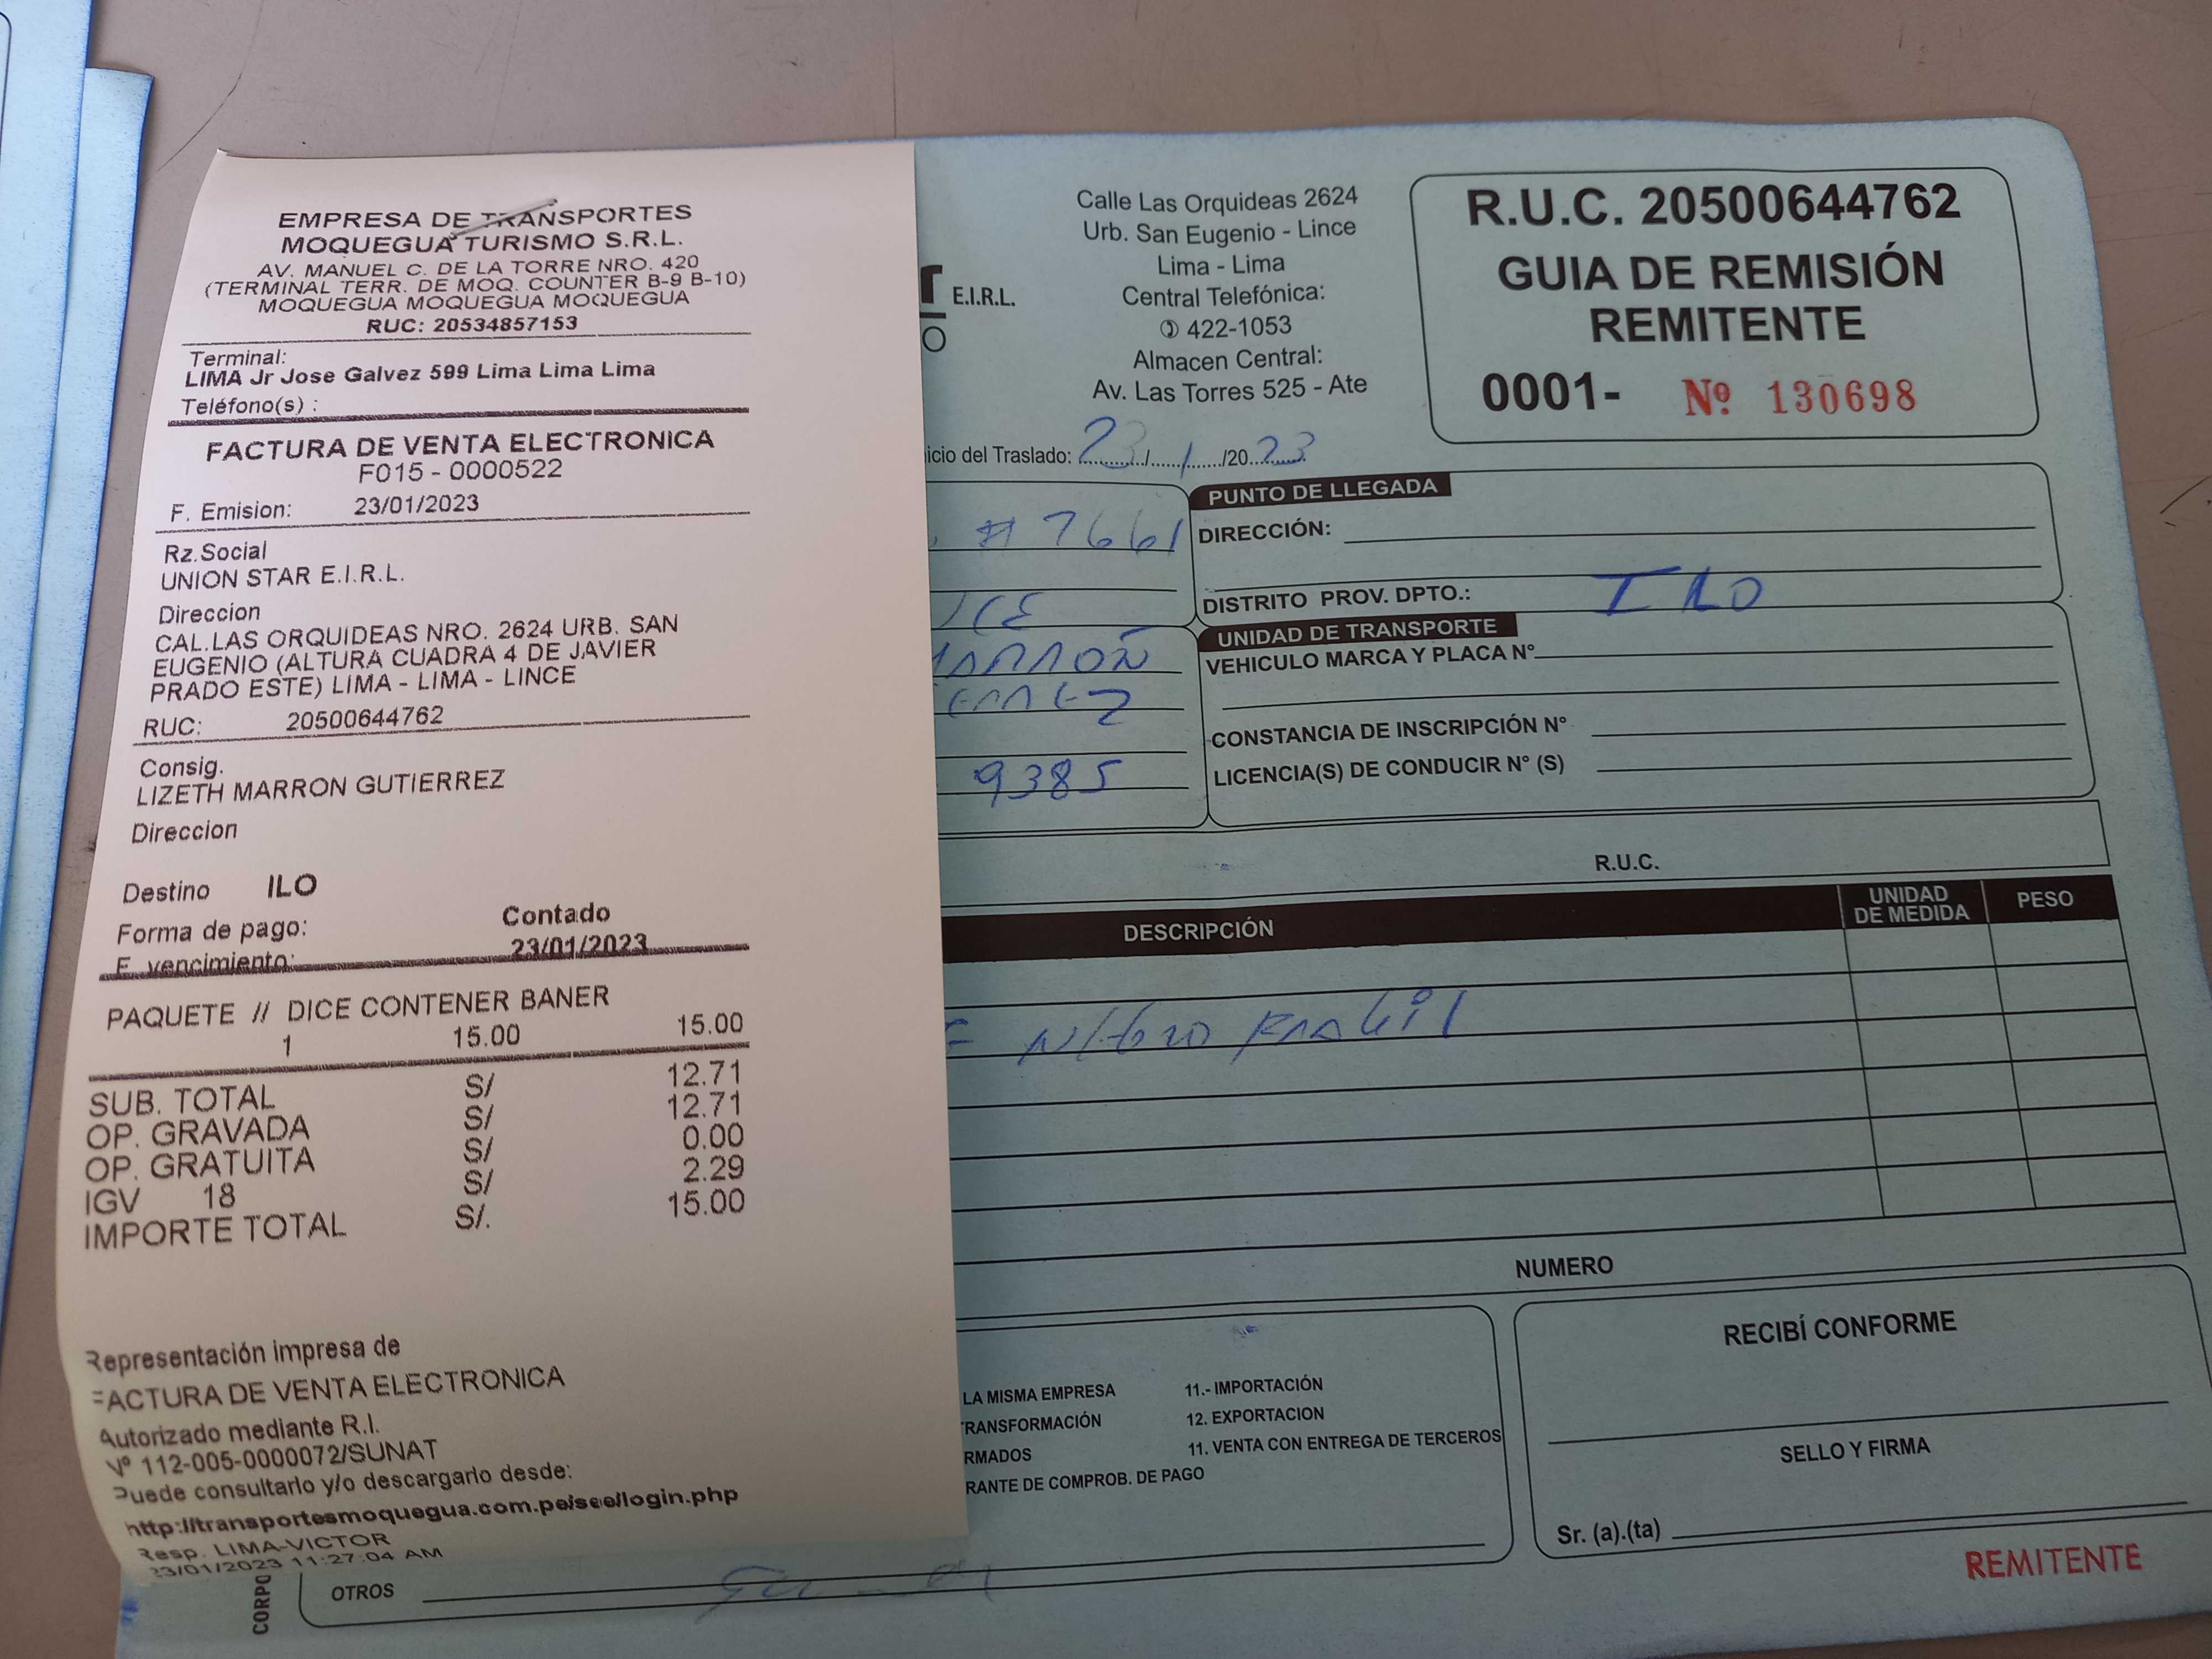 EMPRESA DE TRANSPORTES
MOQUEGUA TURISMO S.R.L.
AV. MANUEL C. DE LA TORRE NRO. 420
(TERMINAL TERR. DE MOQ. COUNTER B-9 B-10)
MOQUEGUA MOQUEGUA MOQUEGUA
RUC: 20534857153
Terminal:
LIMA Jr Jose Galvez 599 Lima Lima Lima
Teléfono(s) :
FACTURA DE VENTA ELECTRONICA
F015 - 0000522
F. Emision: 23/01/2023
Rz.Social
UNION STAR E.I.R.L.
Direccion
CAL.LAS ORQUIDEAS NRO. 2624 URB. SAN
EUGENIO (ALTURA CUADRA 4 DE JAVIER
PRADO ESTE) LIMA - LIMA - LINCE
RUC: 20500644762
Consig.
LIZETH MARRON GUTIERREZ
Direccion
Destino ILO
Forma de pago: Contado
F. vencimiento: 23/01/2023
PAQUETE // DICE CONTENER BANER
1 15.00 15.00
SUB. TOTAL S/ 12.71
OP. GRAVADA S/ 12.71
OP. GRATUITA S/ 0.00
IGV 18 S/ 2.29
IMPORTE TOTAL S/. 15.00
Representación impresa de
FACTURA DE VENTA ELECTRONICA
Autorizado mediante R.I.
Nº 112-005-0000072/SUNAT
Puede consultarlo y/o descargarlo desde:
http://transportesmoquegua.com.pe/see/login.php
Resp. LIMA-VICTOR
23/01/2023 11:27:04 AM
E.I.R.L.
Calle Las Orquideas 2624
Urb. San Eugenio - Lince
Lima - Lima
Central Telefónica:
422-1053
Almacen Central:
Av. Las Torres 525 - Ate
R.U.C. 20500644762
GUIA DE REMISIÓN
REMITENTE
0001- Nº 130698
icio del Traslado: 23/1/2023
# 7661
9385
PUNTO DE LLEGADA
DIRECCIÓN:
DISTRITO PROV. DPTO.: ILO
UNIDAD DE TRANSPORTE
VEHICULO MARCA Y PLACA N°
CONSTANCIA DE INSCRIPCIÓN N°
LICENCIA(S) DE CONDUCIR N° (S)
R.U.C.
DESCRIPCIÓN UNIDAD DE MEDIDA PESO
NUMERO
LA MISMA EMPRESA 11.- IMPORTACIÓN
RANSFORMACIÓN 12. EXPORTACION
RMADOS 11. VENTA CON ENTREGA DE TERCEROS
RANTE DE COMPROB. DE PAGO
RECIBÍ CONFORME
SELLO Y FIRMA
Sr. (a).(ta)
OTROS
CORPO
REMITENTE